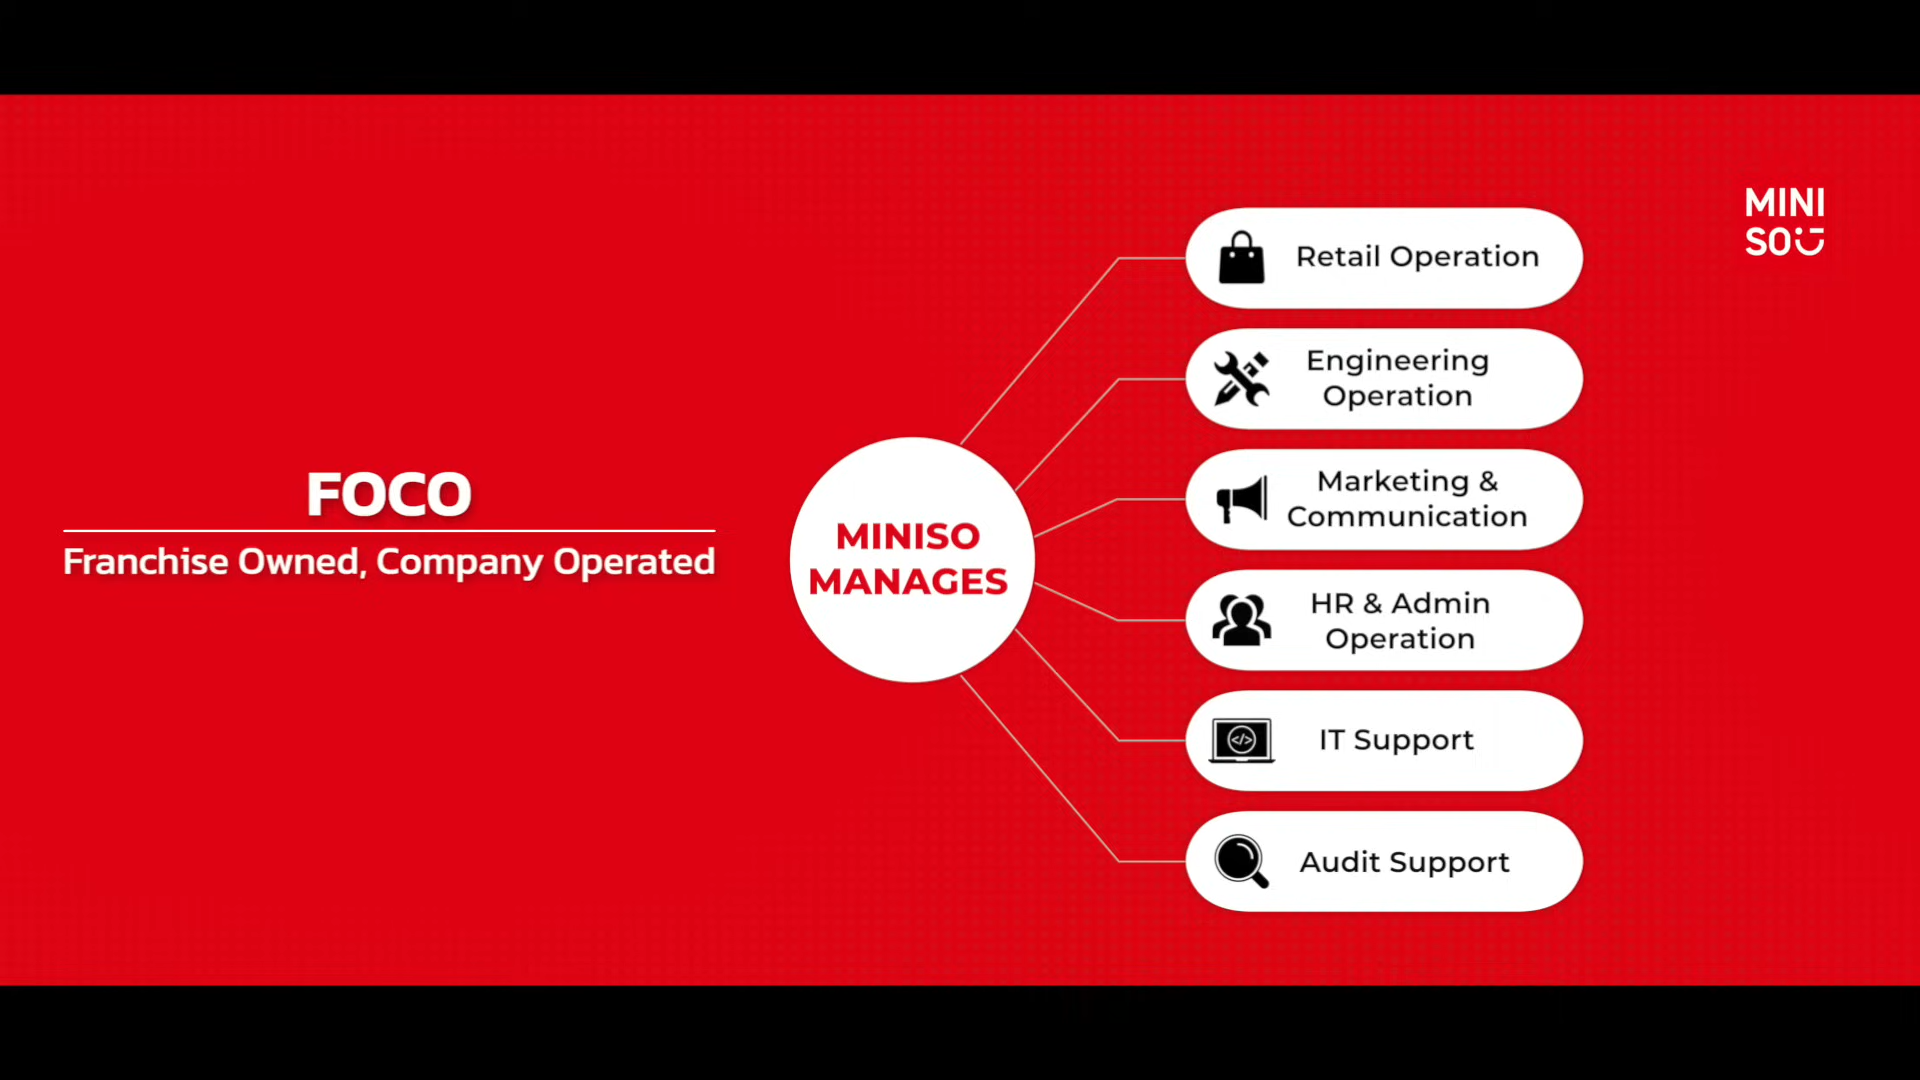 FOCO
Franchise Owned, Company Operated
MINISO
MANAGES
Retail Operation
Engineering
Operation
Marketing &
Communication
HR & Admin
Operation
</>
IT Support
Audit Support
MINI
SO